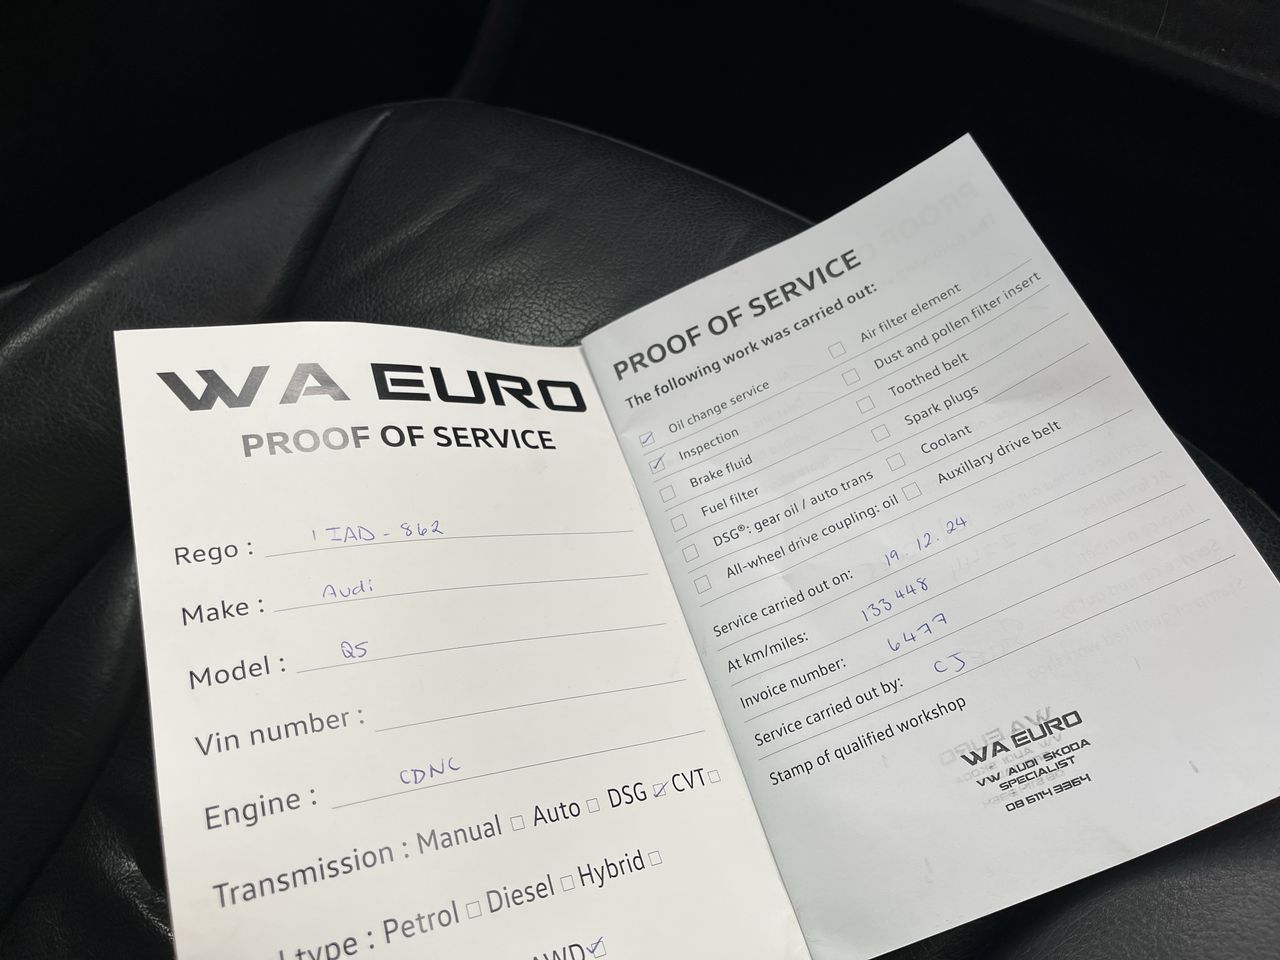 WA EURO
PROOF OF SERVICE
Rego : 1IAD - 862
Make : Audi
Model : Q5
Vin number :
Engine : CDNC
Transmission : Manual ☐ Auto ☐ DSG ☑ CVT ☐
type : Petrol ☐ Diesel ☐ Hybrid ☐
AWD ☑
PROOF OF SERVICE
The following work was carried out:
☑ Oil change service
☑ Inspection
☐ Brake fluid
☐ Fuel filter
☐ DSG®: gear oil / auto trans
☐ All-wheel drive coupling: oil
☐ Air filter element
☐ Dust and pollen filter insert
☐ Toothed belt
☐ Spark plugs
☐ Coolant
☐ Auxillary drive belt
Service carried out on: 19.12.24
At km/miles: 133448
Invoice number: 6477
Service carried out by: CJ
Stamp of qualified workshop
WA EURO
VW AUDI SKODA
SPECIALIST
08 6114 3364